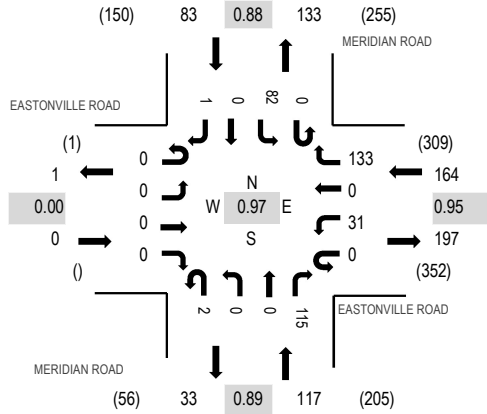 (150) 83 0.88 133 (255)
MERIDIAN ROAD
EASTONVILLE ROAD
1 0 82 0
(1) 0 133 (309)
1 0 N 0 164
0.00 W 0.97 E 0.95
0 0 S 31 197
() 0 0 (352)
2 0 0 115
EASTONVILLE ROAD
MERIDIAN ROAD
(56) 33 0.89 117 (205)